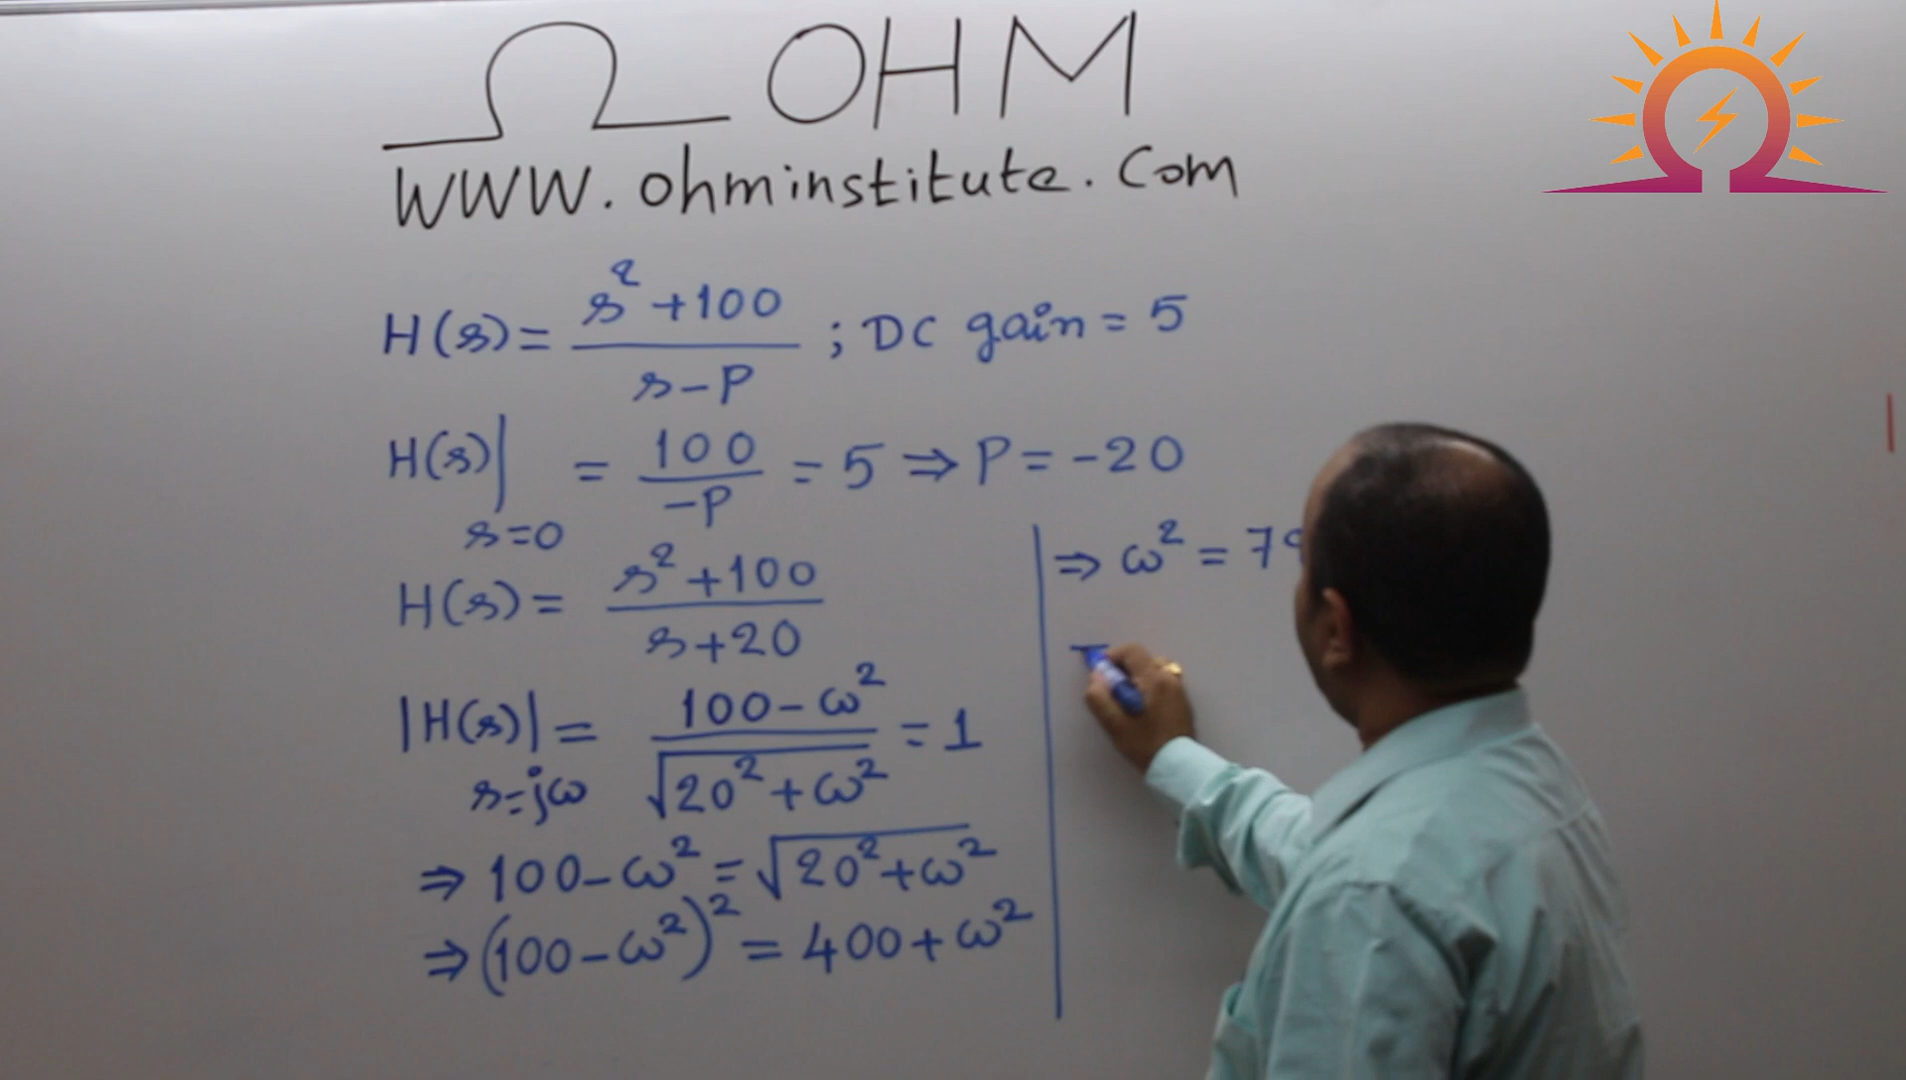 Ω OHM
www.ohminstitute.com
H(s) = (s² + 100) / (s - P) ; DC gain = 5
H(s)| s=0 = 100 / -P = 5 ⇒ P = -20
H(s) = (s² + 100) / (s + 20)
|H(s)| s=jω = (100 - ω²) / √(20² + ω²) = 1
⇒ 100 - ω² = √(20² + ω²)
⇒ (100 - ω²)² = 400 + ω²
⇒ ω² = 7